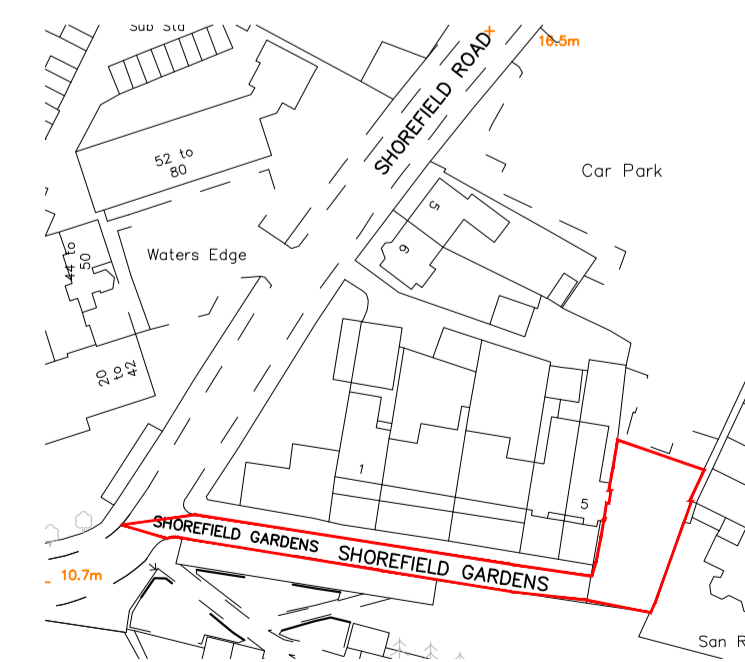 Sub Sta
16.5m
SHOREFIELD ROAD
52 to
80
Car Park
5
6
44 to
50
Waters Edge
20
to
42
1
5
SHOREFIELD GARDENS
SHOREFIELD GARDENS
10.7m
San R